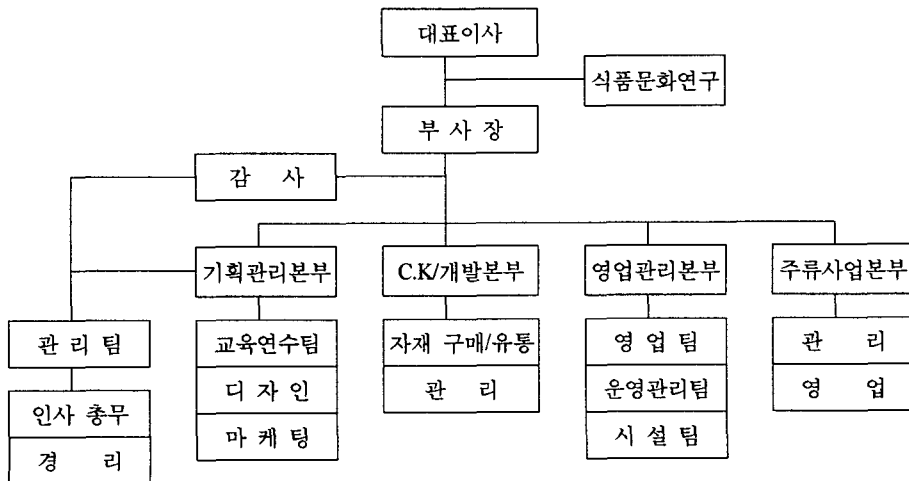 대표이사
식품문화연구
부 사 장
감 사
기획관리본부
C.K/개발본부
영업관리본부
주류사업본부
관 리 팀
교육연수팀
자재 구매/유통
영 업 팀
관 리
인사 총무
디 자 인
관 리
운영관리팀
영 업
경 리
마 케 팅
시 설 팀